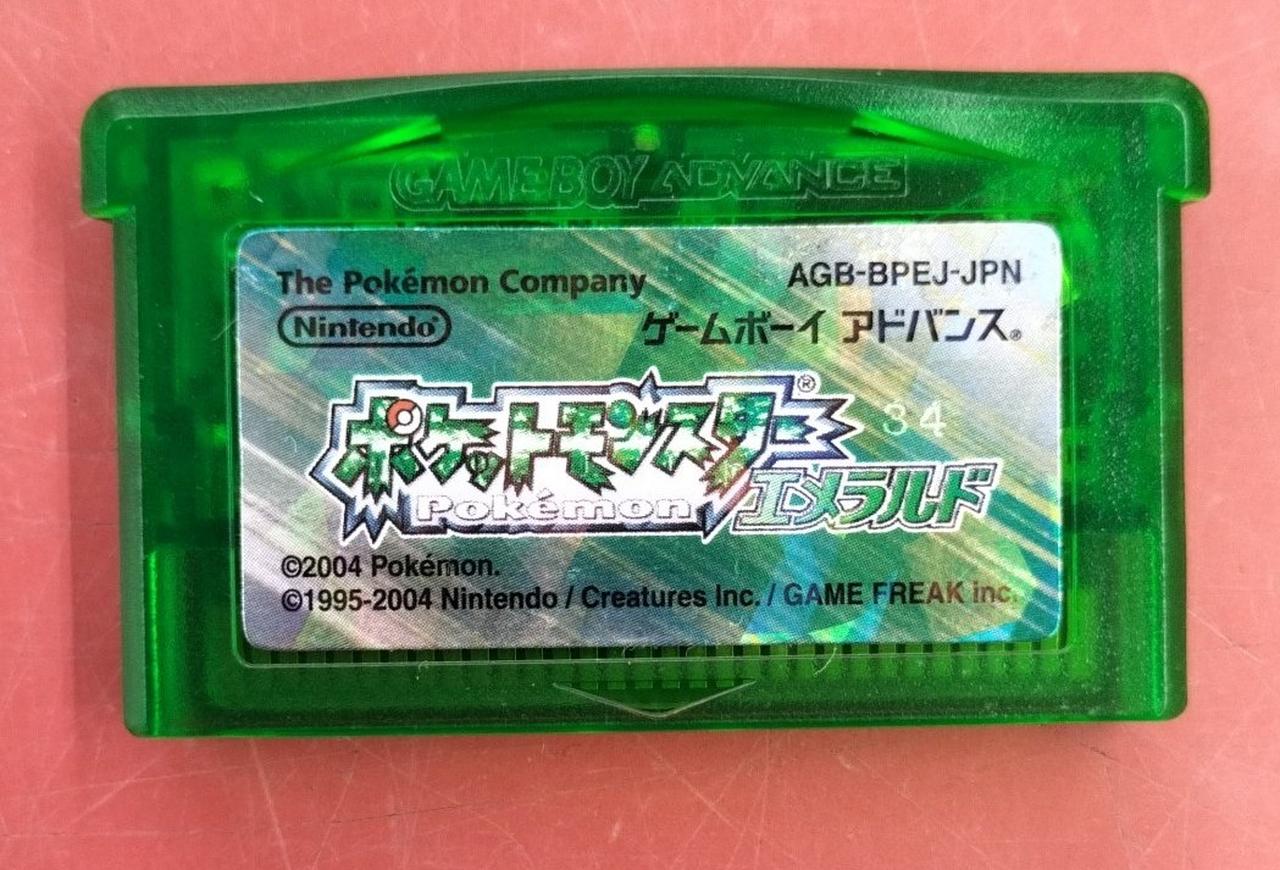 GAME BOY ADVANCE
The Pokémon Company AGB-BPEJ-JPN
Nintendo® ゲームボーイ アドバンス®
ポケットモンスター® 34
Pokémon エメラルド
©2004 Pokémon.
©1995-2004 Nintendo / Creatures Inc. / GAME FREAK inc.